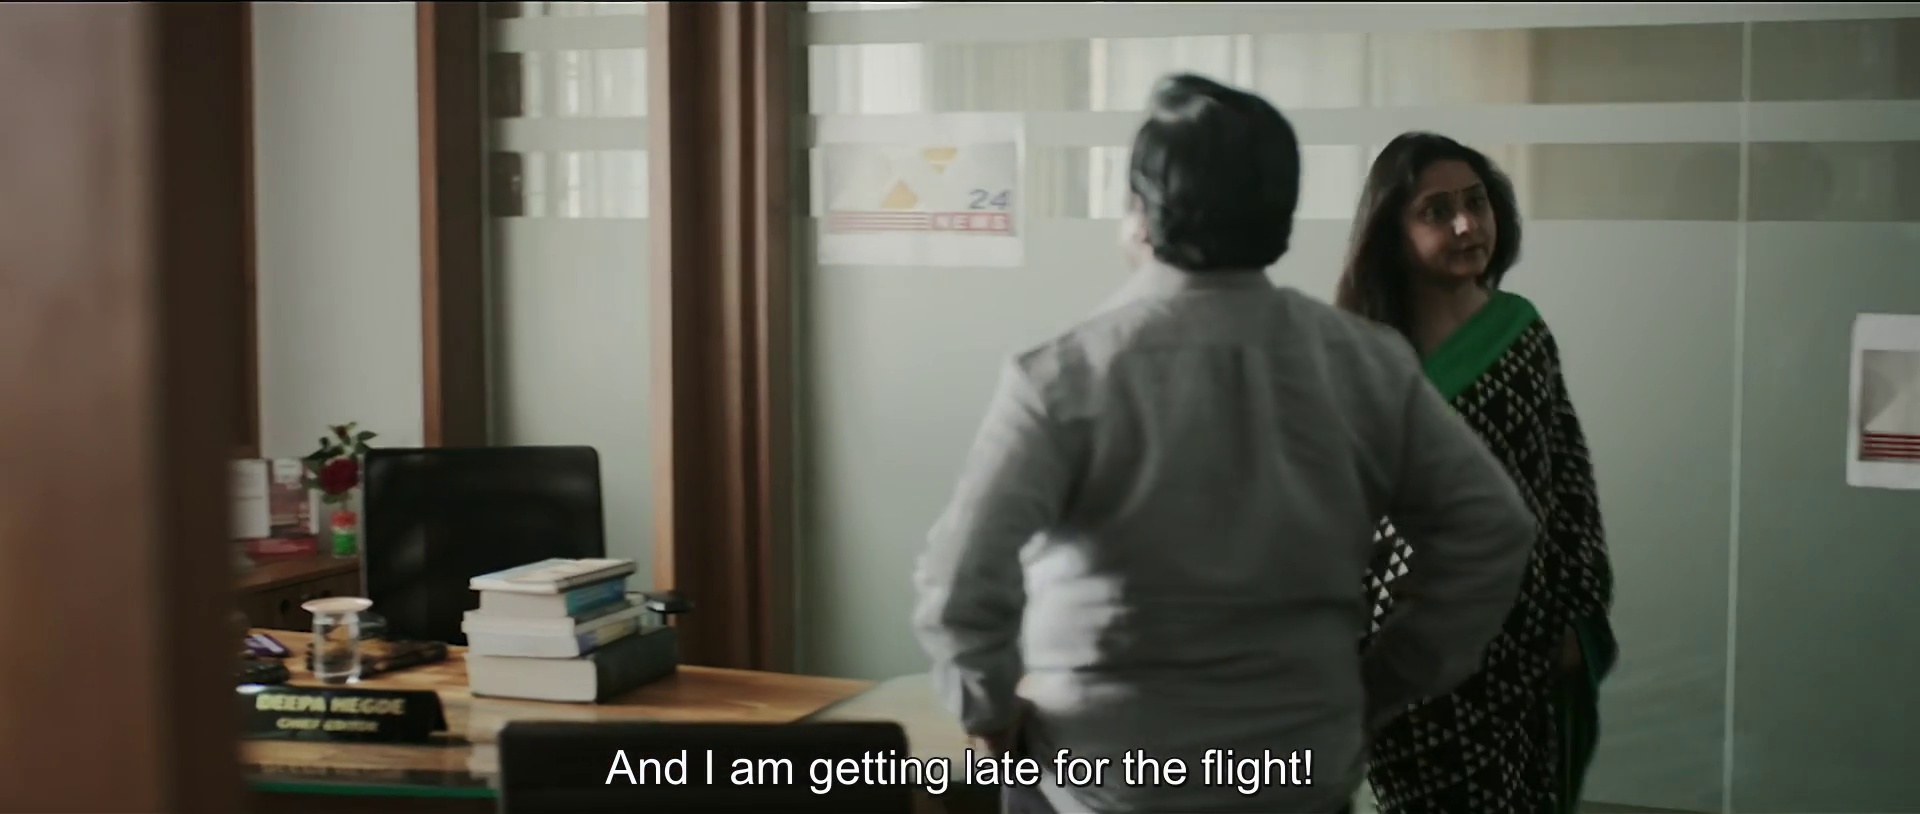 24
NEWS
DEEPA HEGDE
CHIEF EDITOR
And I am getting late for the flight!